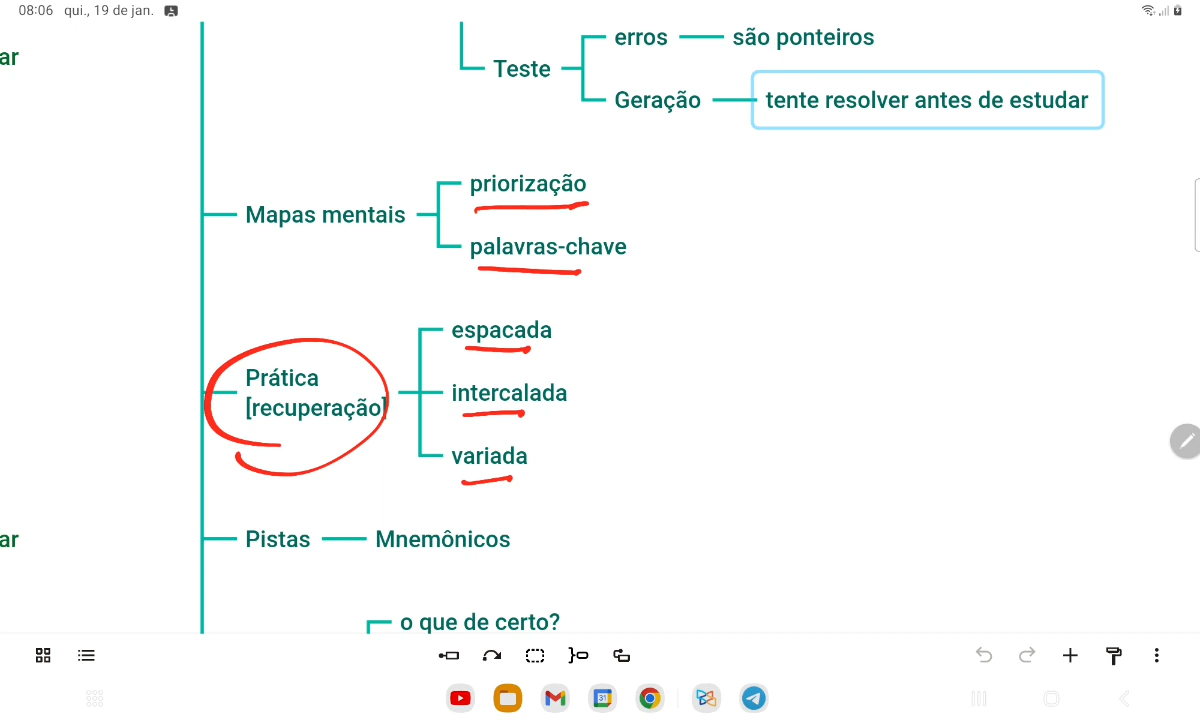 08:06 qui., 19 de jan.
ar
erros
são ponteiros
Teste
Geração
tente resolver antes de estudar
priorização
Mapas mentais
palavras-chave
espacada
Prática
[recuperação]
intercalada
variada
ar
Pistas
Mnemônicos
o que de certo?
31